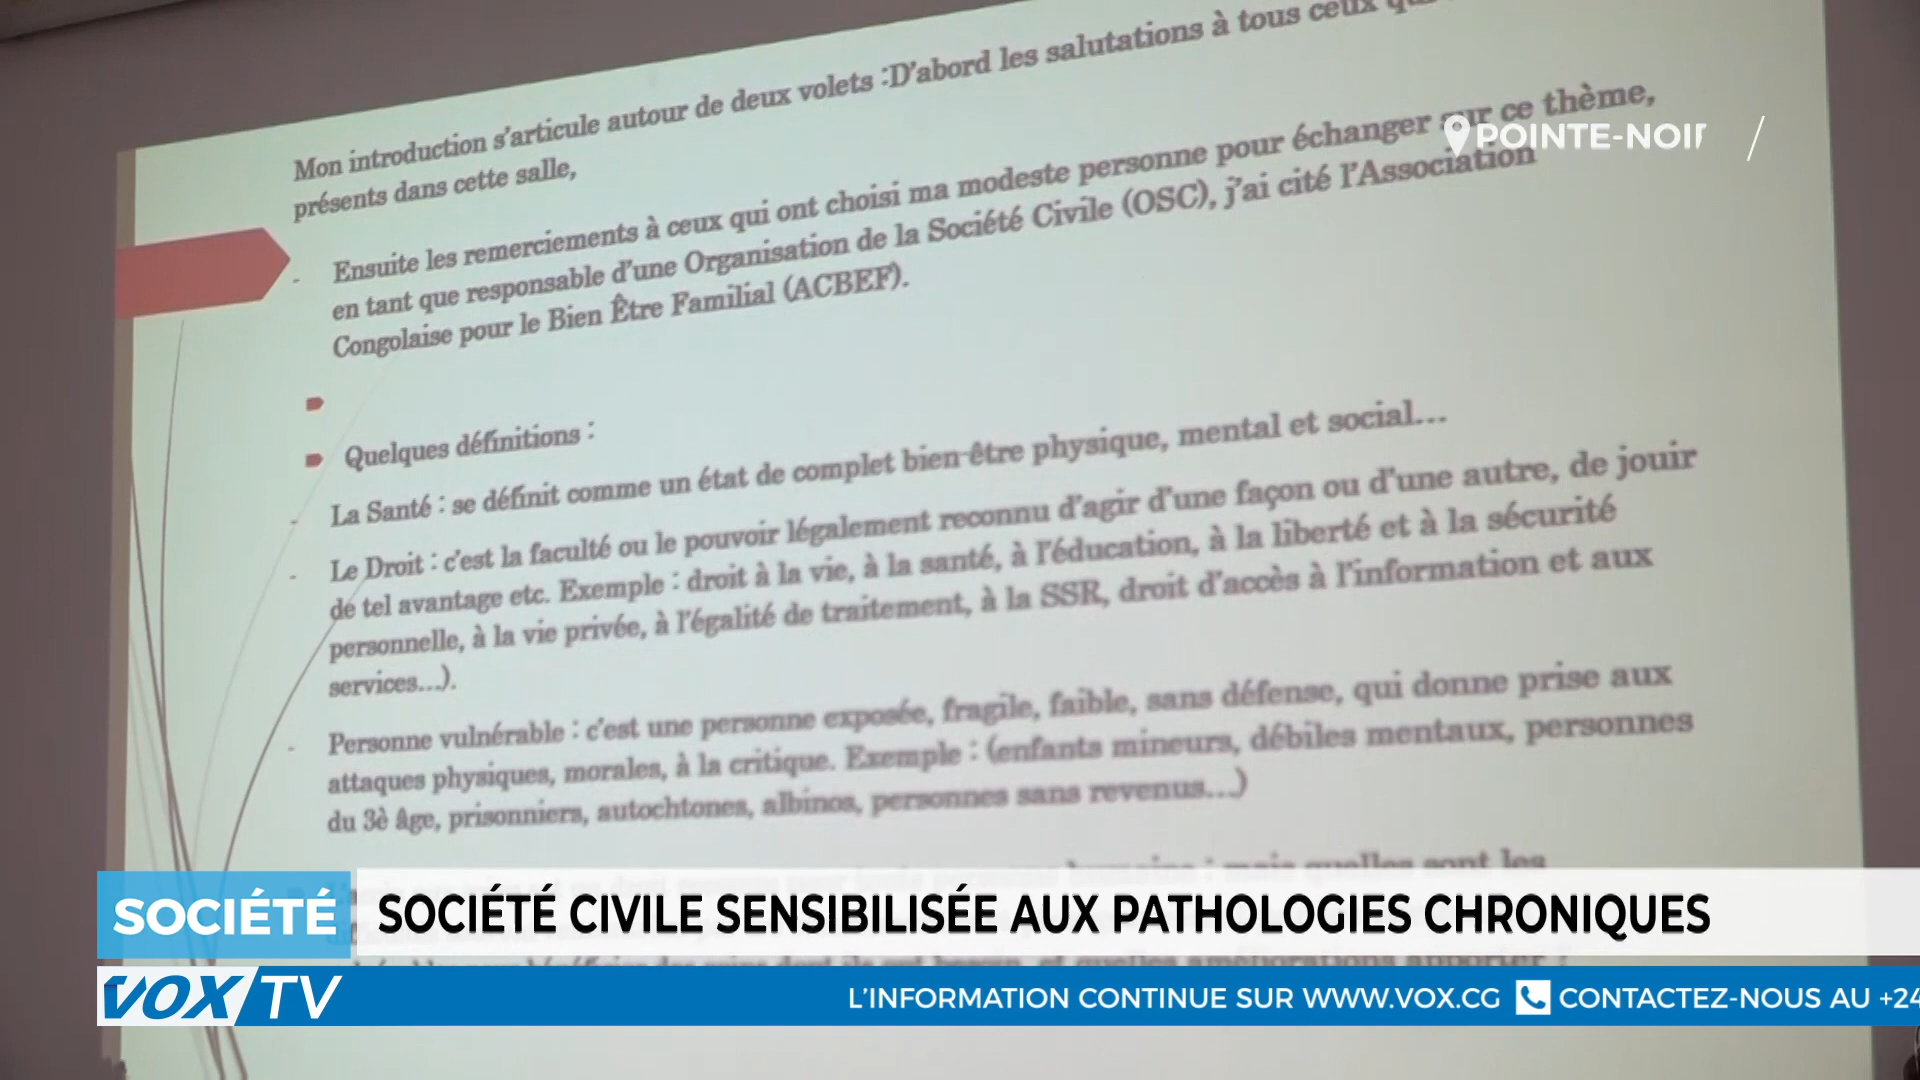 Mon introduction s'articule autour de deux volets :D'abord les salutations à tous ceux
présents dans cette salle,
POINTE-NOIR
- Ensuite les remerciements à ceux qui ont choisi ma modeste personne pour échanger sur ce thème,
en tant que responsable d'une Organisation de la Société Civile (OSC), j'ai cité l'Association
Congolaise pour le Bien Être Familial (ACBEF).
Quelques définitions :
- La Santé : se définit comme un état de complet bien-être physique, mental et social...
- Le Droit : c'est la faculté ou le pouvoir légalement reconnu d'agir d'une façon ou d'une autre, de jouir
de tel avantage etc. Exemple : droit à la vie, à la santé, à l'éducation, à la liberté et à la sécurité
personnelle, à la vie privée, à l'égalité de traitement, à la SSR, droit d'accès à l'information et aux
services...).
- Personne vulnérable : c'est une personne exposée, fragile, faible, sans défense, qui donne prise aux
attaques physiques, morales, à la critique. Exemple : (enfants mineurs, débiles mentaux, personnes
du 3è âge, prisonniers, autochtones, albinos, personnes sans revenus...)
humaine : mais quelles sont les
SOCIÉTÉ
SOCIÉTÉ CIVILE SENSIBILISÉE AUX PATHOLOGIES CHRONIQUES
VOX/TV
L'INFORMATION CONTINUE SUR WWW.VOX.CG CONTACTEZ-NOUS AU +24